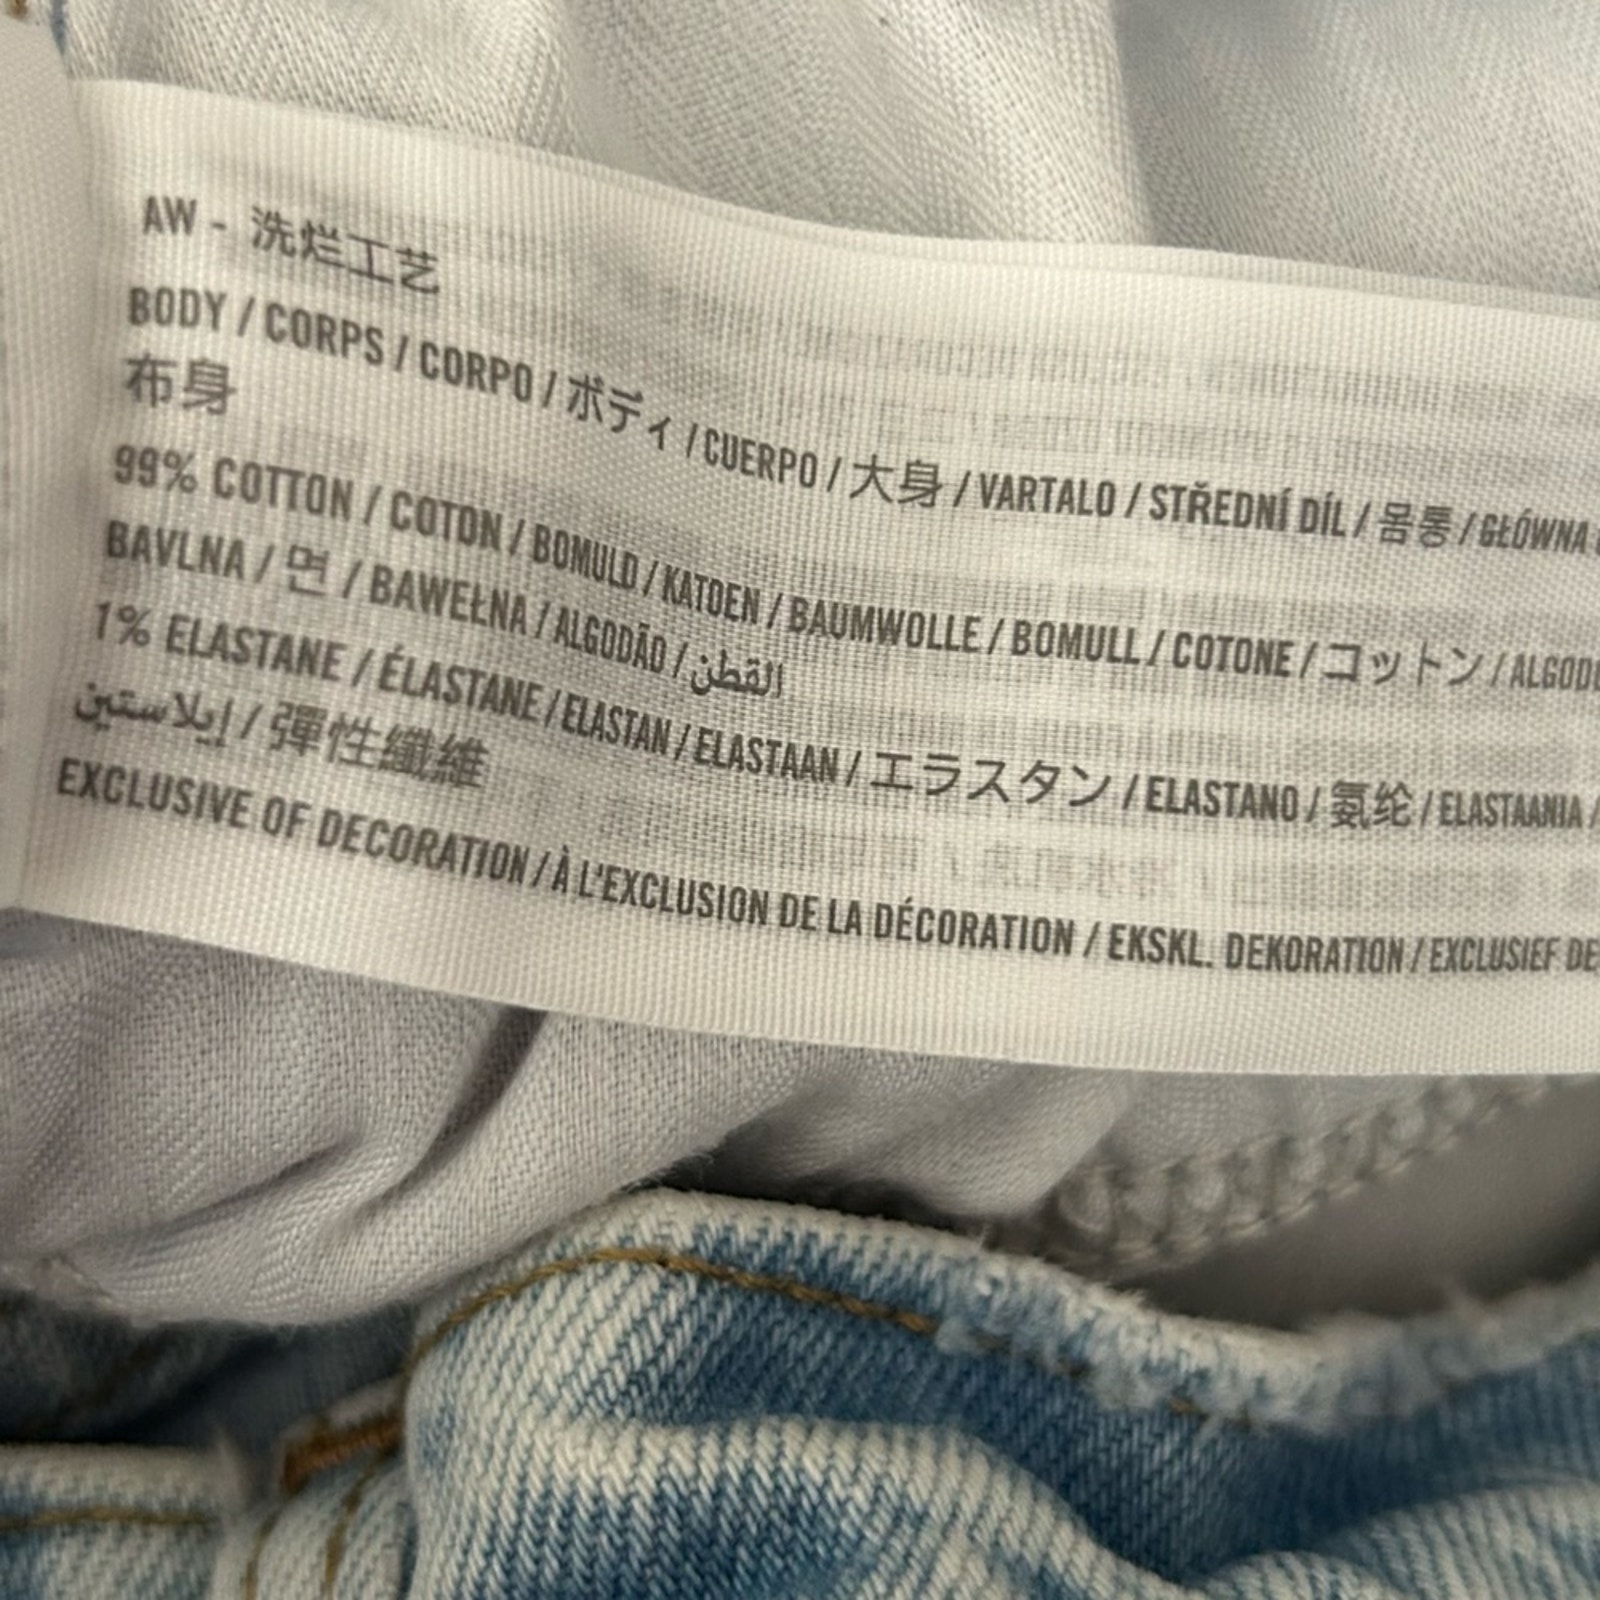 AW - 洗烂工艺
BODY / CORPS / CORPO / ボディ / CUERPO / 大身 / VARTALO / STŘEDNÍ DÍL / 몸통 / GŁÓWNA
布身
99% COTTON / COTON / BOMULD / KATOEN / BAUMWOLLE / BOMULL / COTONE / コットン / ALGOD
BAVLNA / 면 / BAWEŁNA / ALGODÃO / القطن
1% ELASTANE / ÉLASTANE / ELASTAN / ELASTAAN / エラスタン / ELASTANO / 氨纶 / ELASTAANIA /
إيلاستين / 彈性纖維
EXCLUSIVE OF DECORATION / À L'EXCLUSION DE LA DÉCORATION / EKSKL. DEKORATION / EXCLUSIEF DE